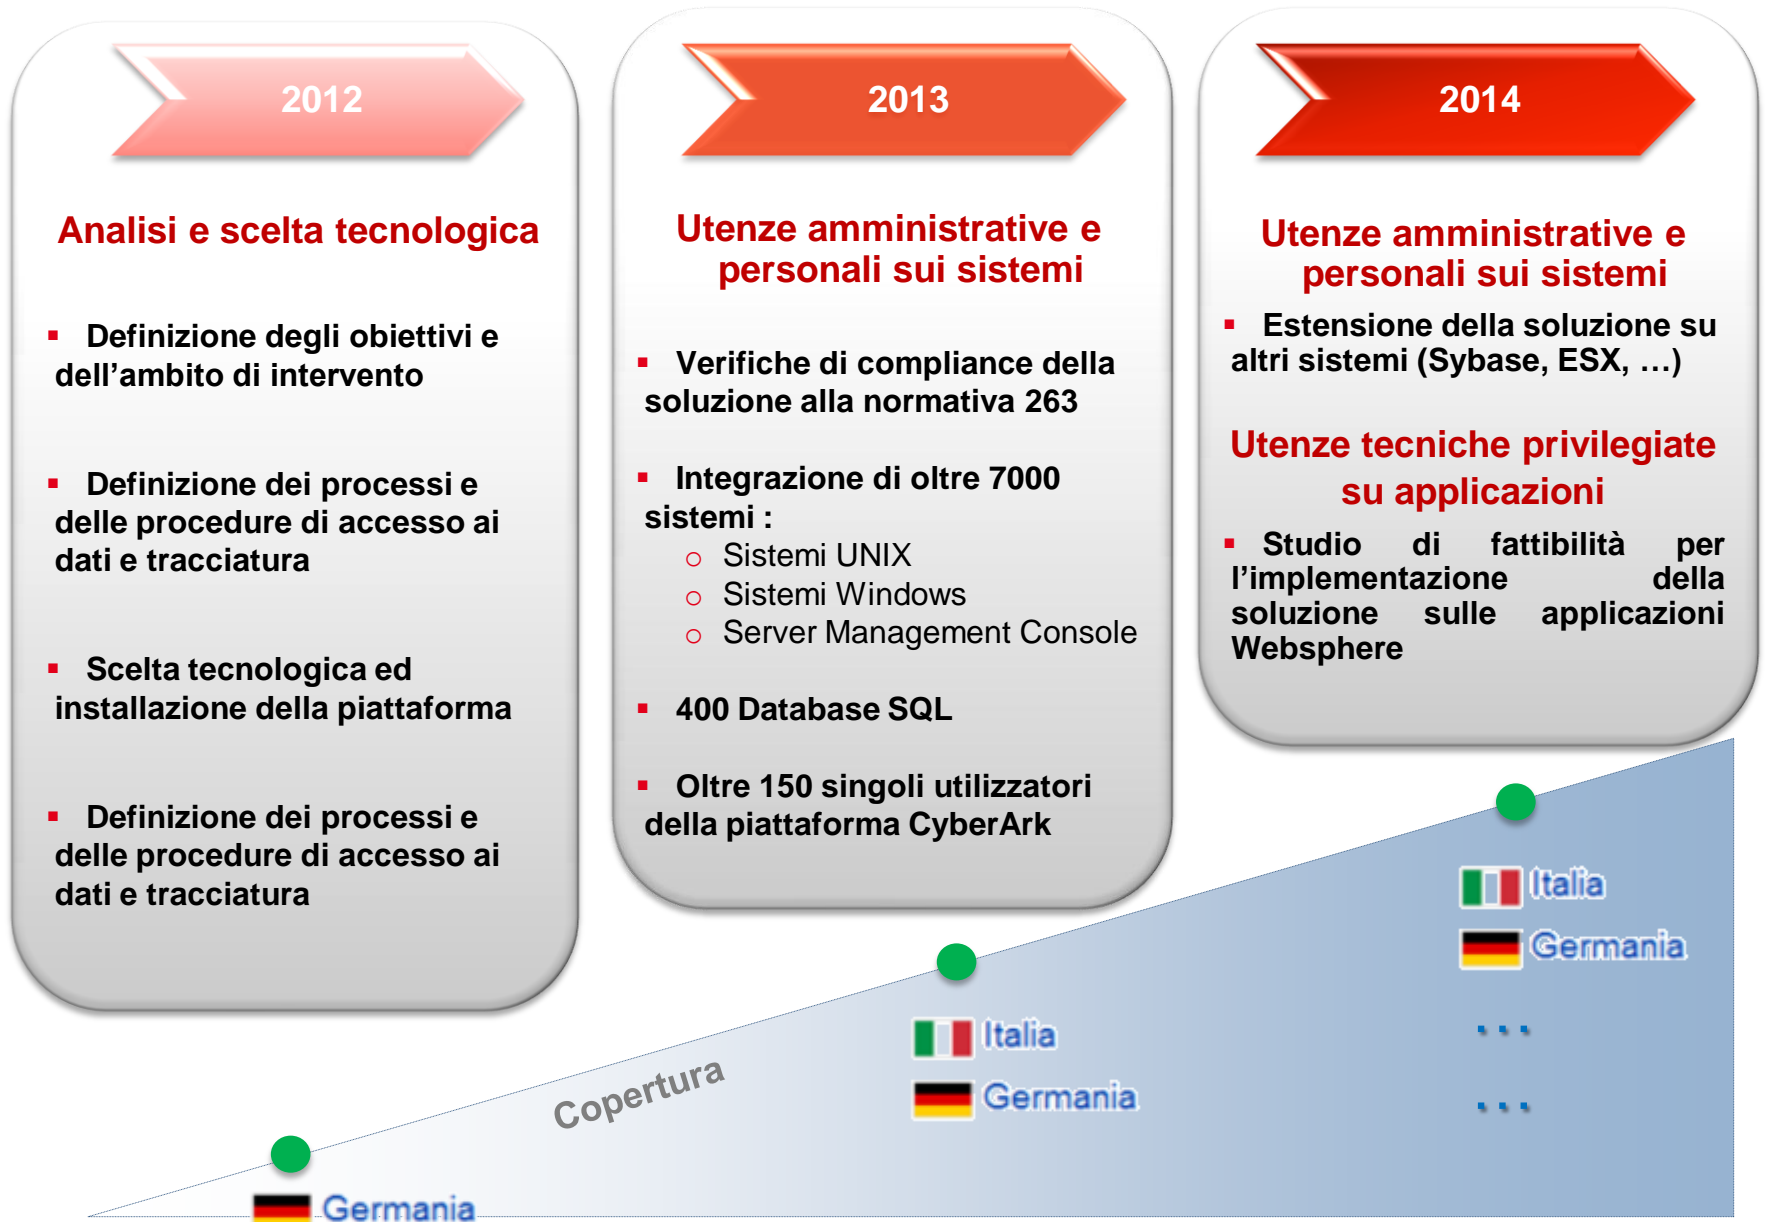 2012
Analisi e scelta tecnologica
▪ Definizione degli obiettivi e
dell’ambito di intervento
▪ Definizione dei processi e
delle procedure di accesso ai
dati e tracciatura
▪ Scelta tecnologica ed
installazione della piattaforma
▪ Definizione dei processi e
delle procedure di accesso ai
dati e tracciatura
2013
Utenze amministrative e
personali sui sistemi
▪ Verifiche di compliance della
soluzione alla normativa 263
▪ Integrazione di oltre 7000
sistemi :
o Sistemi UNIX
o Sistemi Windows
o Server Management Console
▪ 400 Database SQL
▪ Oltre 150 singoli utilizzatori
della piattaforma CyberArk
2014
Utenze amministrative e
personali sui sistemi
▪ Estensione della soluzione su
altri sistemi (Sybase, ESX, …)
Utenze tecniche privilegiate
su applicazioni
▪ Studio di fattibilità per
l’implementazione della
soluzione sulle applicazioni
Websphere
Copertura
Germania
Italia
Germania
Italia
Germania
...
...